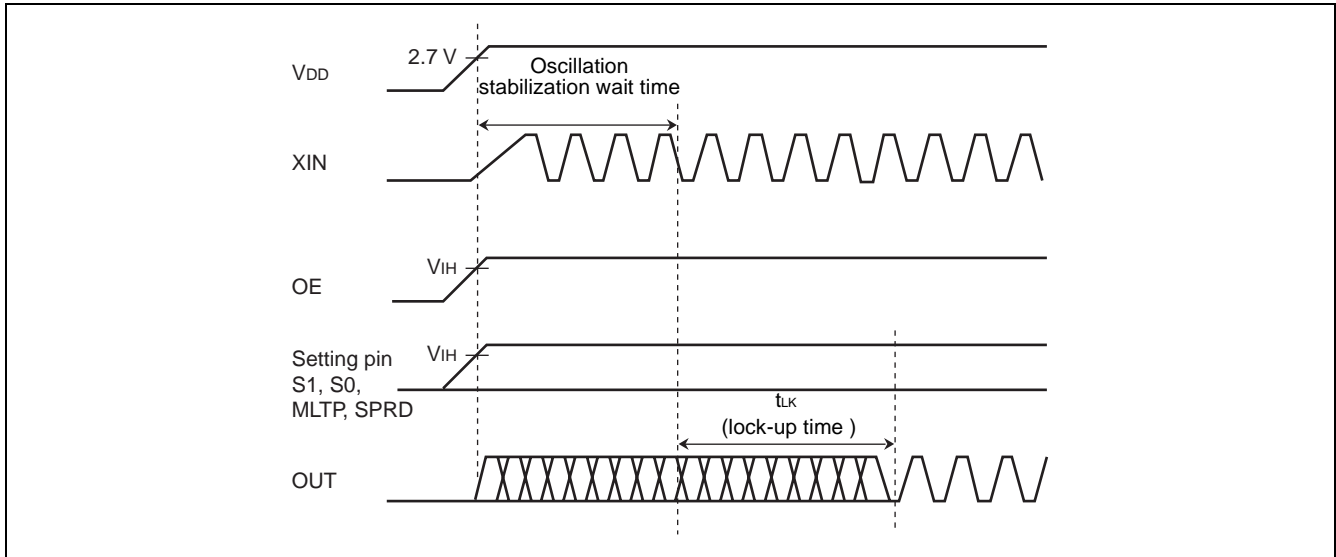 VDD
2.7 V
Oscillation
stabilization wait time
XIN
OE
VIH
Setting pin
S1, S0,
MLTP, SPRD
VIH
tLK
(lock-up time )
OUT